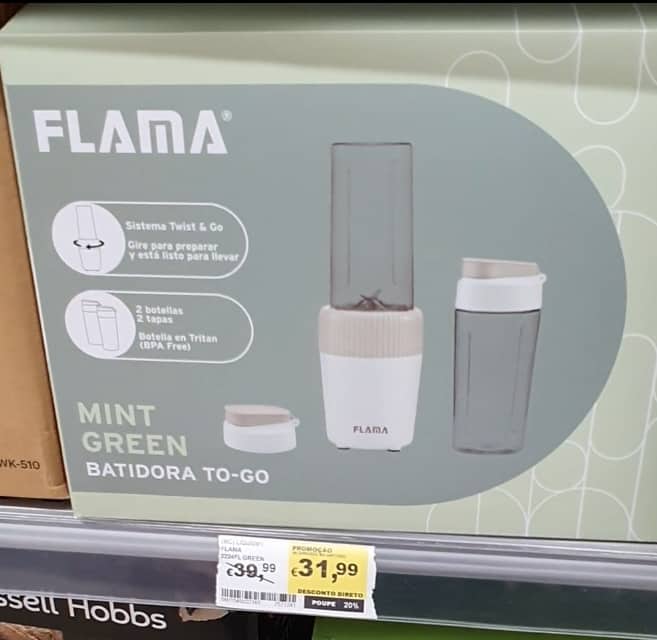 FLAMA®
Sistema Twist & Go
Gire para preparar
y está listo para llevar
2 botellas
2 tapas
Botella en Tritan
(BPA Free)
FLAMA
MINT
GREEN
BATIDORA TO-GO
WK-510
FLAMA
2224FL GREEN
€39,99
PROMOÇÃO
€31,99
DESCONTO DIRETO
POUPE 20%
ssell Hobbs